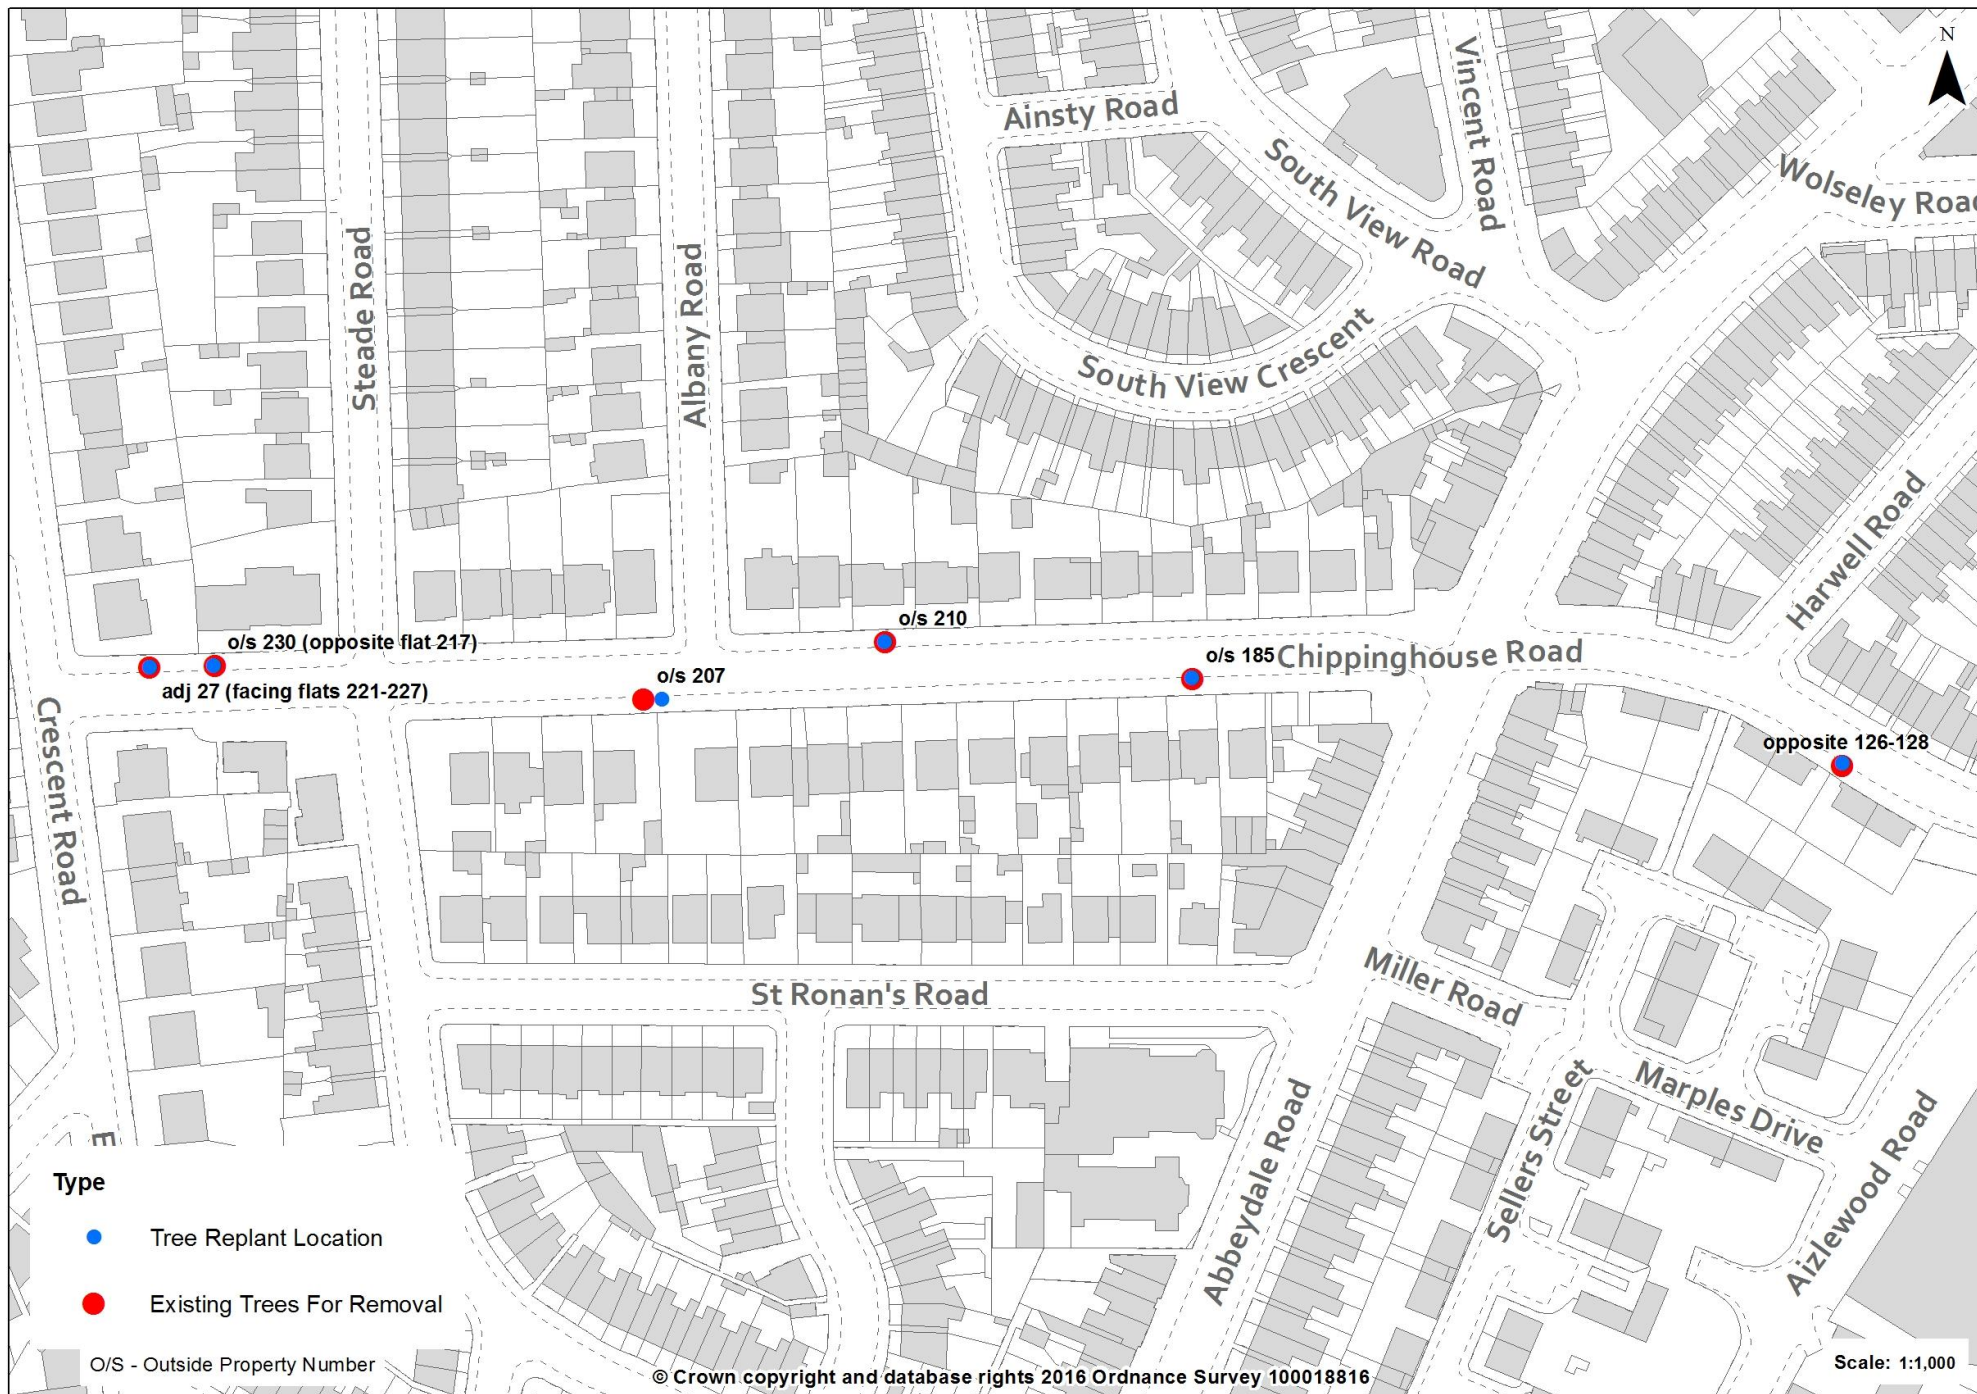 N
Ainsty Road
Vincent Road
South View Road
Wolseley Road
Steade Road
Albany Road
South View Crescent
Harwell Road
o/s 210
o/s 230 (opposite flat 217)
o/s 185
Chippinghouse Road
o/s 207
adj 27 (facing flats 221-227)
Crescent Road
opposite 126-128
Miller Road
St Ronan's Road
Marples Drive
Sellers Street
Abbeydale Road
Aizlewood Road
E
Type
Tree Replant Location
Existing Trees For Removal
O/S - Outside Property Number
© Crown copyright and database rights 2016 Ordnance Survey 100018816
Scale: 1:1,000